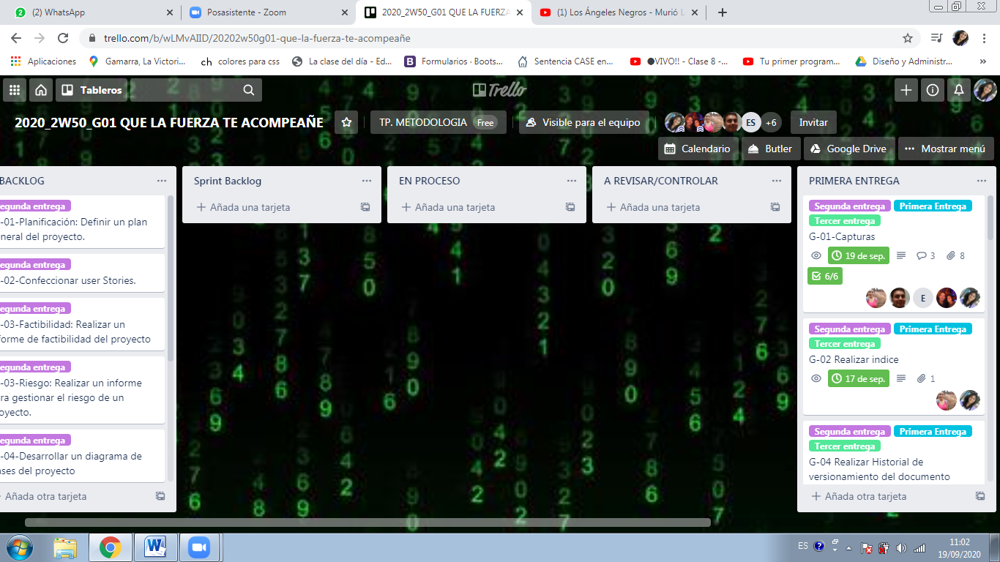 (2) WhatsApp
Posasistente - Zoom
2020_2W50_G01 QUE LA FUERZA
(1) Los Ángeles Negros - Murió L
trello.com/b/wLMvAIID/20202w50g01-que-la-fuerza-te-acompeañe
Aplicaciones
Gamarra, La Victori...
ch colores para css
La clase del día - Ed...
Formularios · Boots...
Sentencia CASE en...
●VIVO!! - Clase 8 -...
Tu primer program...
Diseño y Administr...
»
Tableros
Trello
2020_2W50_G01 QUE LA FUERZA TE ACOMPEAÑE
TP. METODOLOGIA Free
Visible para el equipo
ES
+6
Invitar
Calendario
Butler
Google Drive
Mostrar menú
BACKLOG
egunda entrega
-01-Planificación: Definir un plan
eneral del proyecto.
egunda entrega
-02-Confeccionar user Stories.
egunda entrega
-03-Factibilidad: Realizar un
forme de factibilidad del proyecto
egunda entrega
-03-Riesgo: Realizar un informe
ra gestionar el riesgo de un
oyecto.
egunda entrega
-04-Desarrollar un diagrama de
ases del proyecto
Añada otra tarjeta
Sprint Backlog
Añada una tarjeta
EN PROCESO
Añada una tarjeta
A REVISAR/CONTROLAR
Añada una tarjeta
PRIMERA ENTREGA
Segunda entrega Primera Entrega
Tercer entrega
G-01-Capturas
19 de sep. 3 8
6/6
E
Segunda entrega Primera Entrega
Tercer entrega
G-02 Realizar indice
17 de sep. 1
Segunda entrega Primera Entrega
Tercer entrega
G-04 Realizar Historial de
versionamiento del documento
Añada otra tarjeta
ES
11:02
19/09/2020